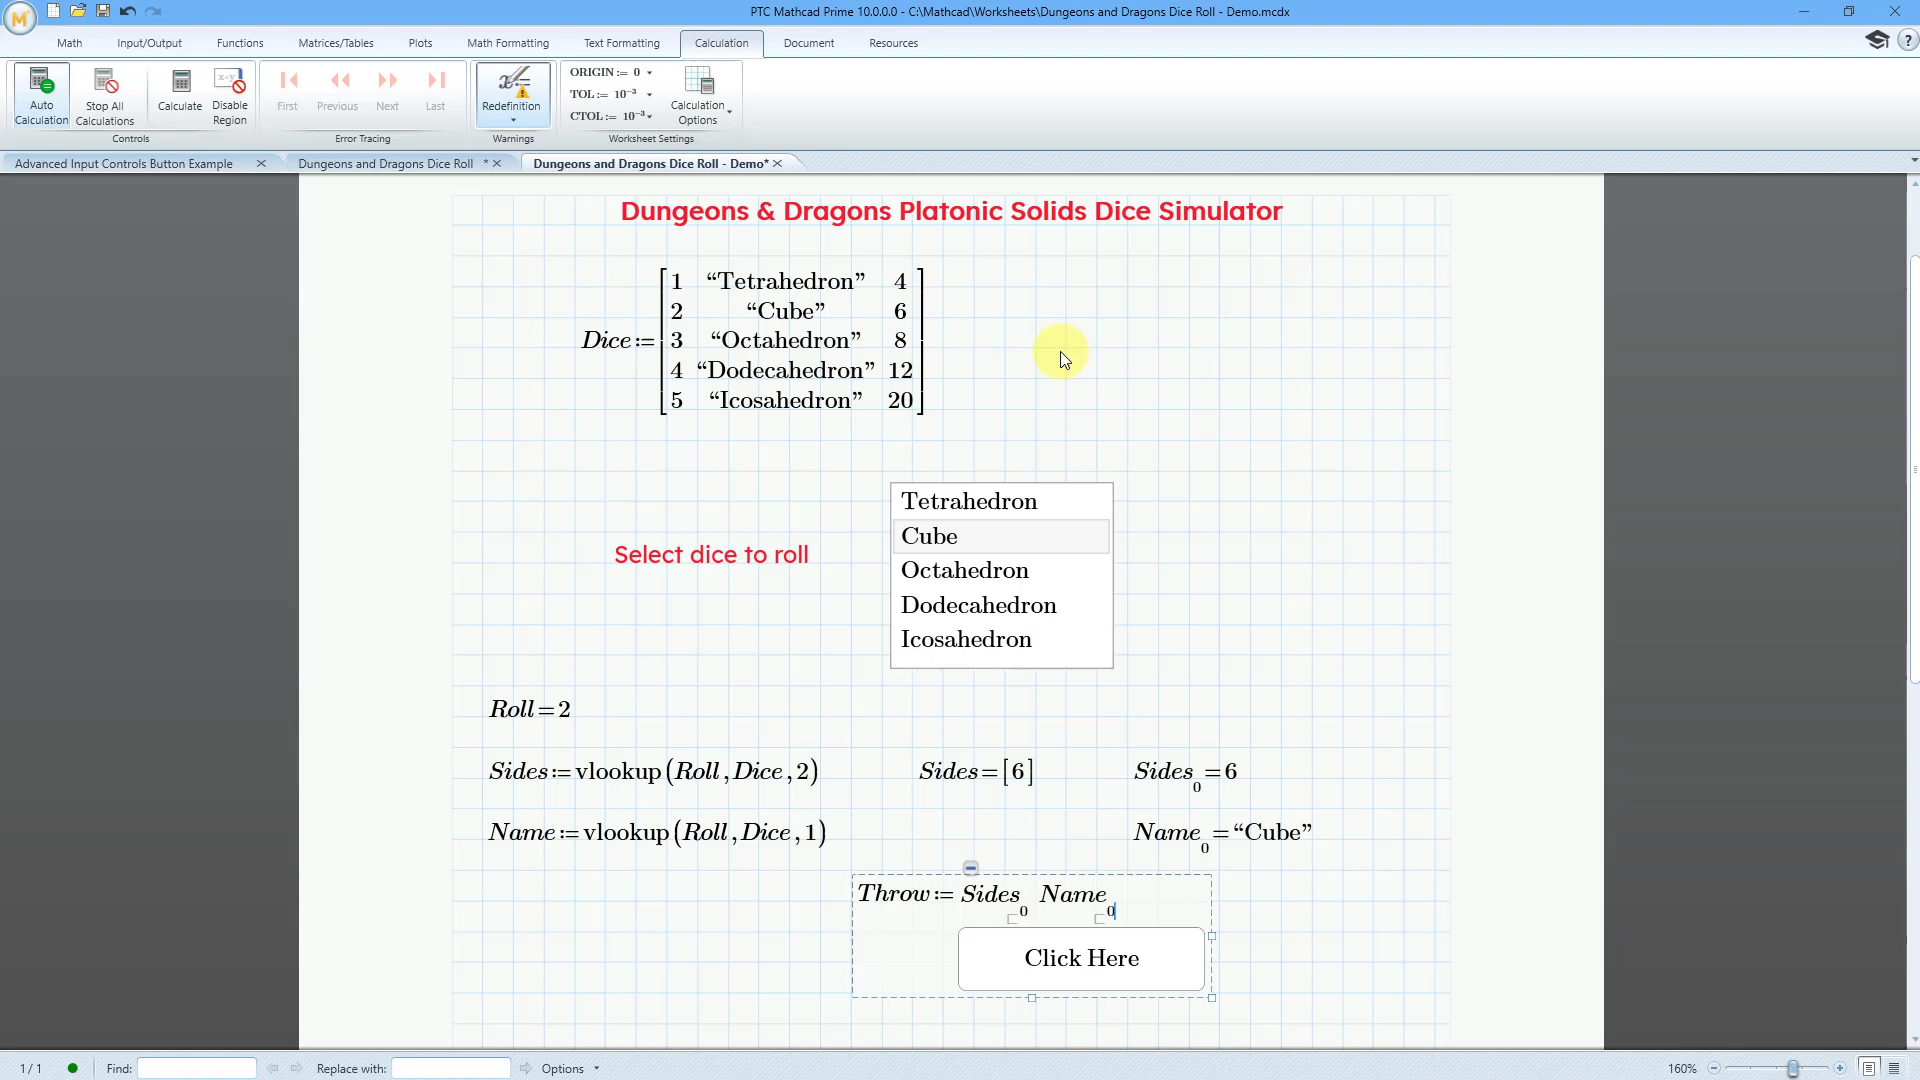 PTC Mathcad Prime 10.0.0.0 - C:\Mathcad\Worksheets\Dungeons and Dragons Dice Roll - Demo.mcdx
Math Input/Output Functions Matrices/Tables Plots Math Formatting Text Formatting Calculation Document Resources
Auto Calculation
Stop All Calculations
Calculate
Disable Region
First Previous Next Last
Redefinition
ORIGIN := 0
TOL := 10⁻³
CTOL := 10⁻³
Calculation Options
Controls Error Tracing Warnings Worksheet Settings
Advanced Input Controls Button Example Dungeons and Dragons Dice Roll * Dungeons and Dragons Dice Roll - Demo*
Dungeons & Dragons Platonic Solids Dice Simulator
1 “Tetrahedron” 4
2 “Cube” 6
Dice := 3 “Octahedron” 8
4 “Dodecahedron” 12
5 “Icosahedron” 20
Tetrahedron
Cube
Select dice to roll
Octahedron
Dodecahedron
Icosahedron
Roll = 2
Sides := vlookup(Roll, Dice, 2) Sides = [6] Sides₀ = 6
Name := vlookup(Roll, Dice, 1) Name₀ = “Cube”
Throw := Sides₀ Name₀
Click Here
1 / 1 Find: Replace with: Options 160%